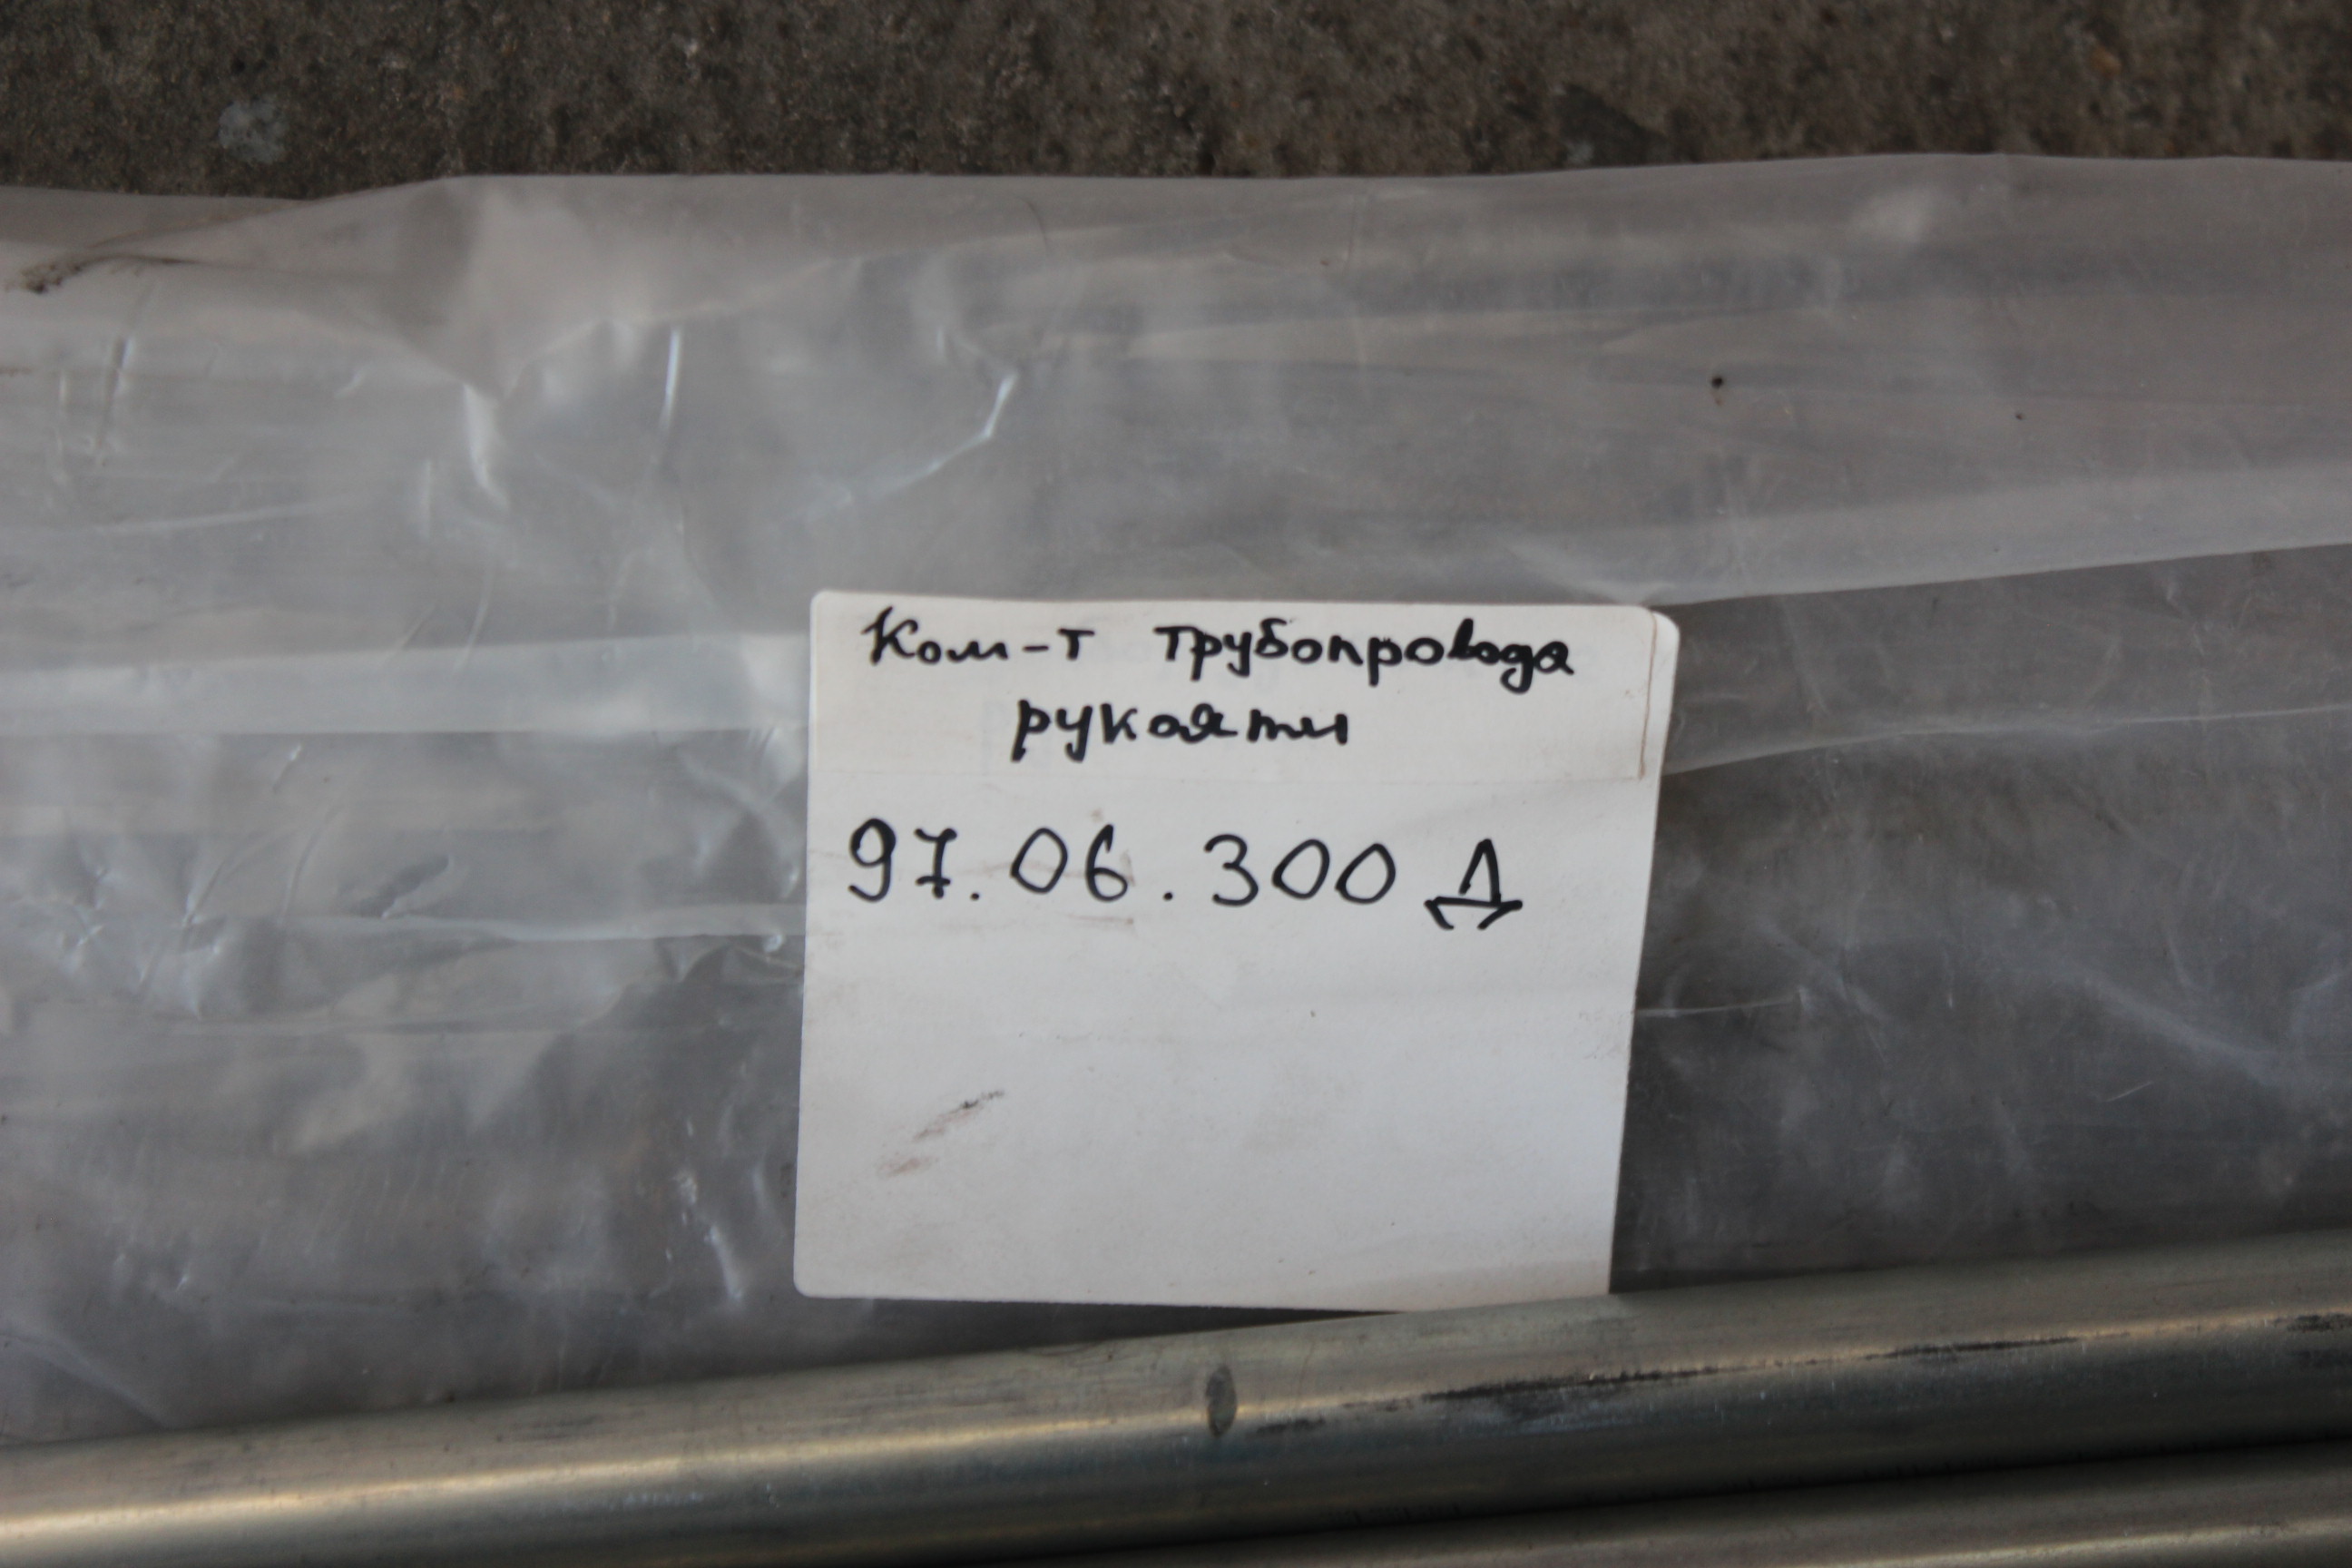 Ком-т трубопровода
рукояти
97.06.300 Д